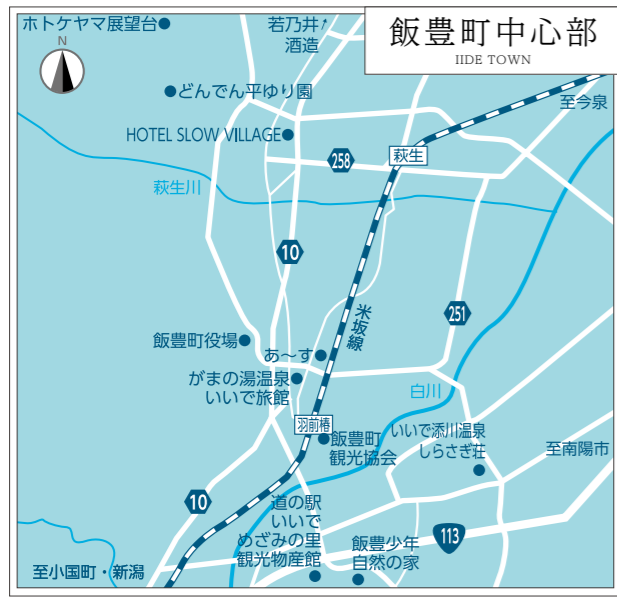 飯豊町中心部
IIDE TOWN
ホトケヤマ展望台
若乃井
酒造
N
どんでん平ゆり園
至今泉
HOTEL SLOW VILLAGE
萩生
258
萩生川
10
251
米坂線
飯豊町役場
あ～す
がまの湯温泉
いいで旅館
白川
羽前椿
飯豊町
観光協会
いいで添川温泉
しらさぎ荘
至南陽市
10
道の駅
いいで
めざみの里
観光物産館
113
飯豊少年
自然の家
至小国町・新潟